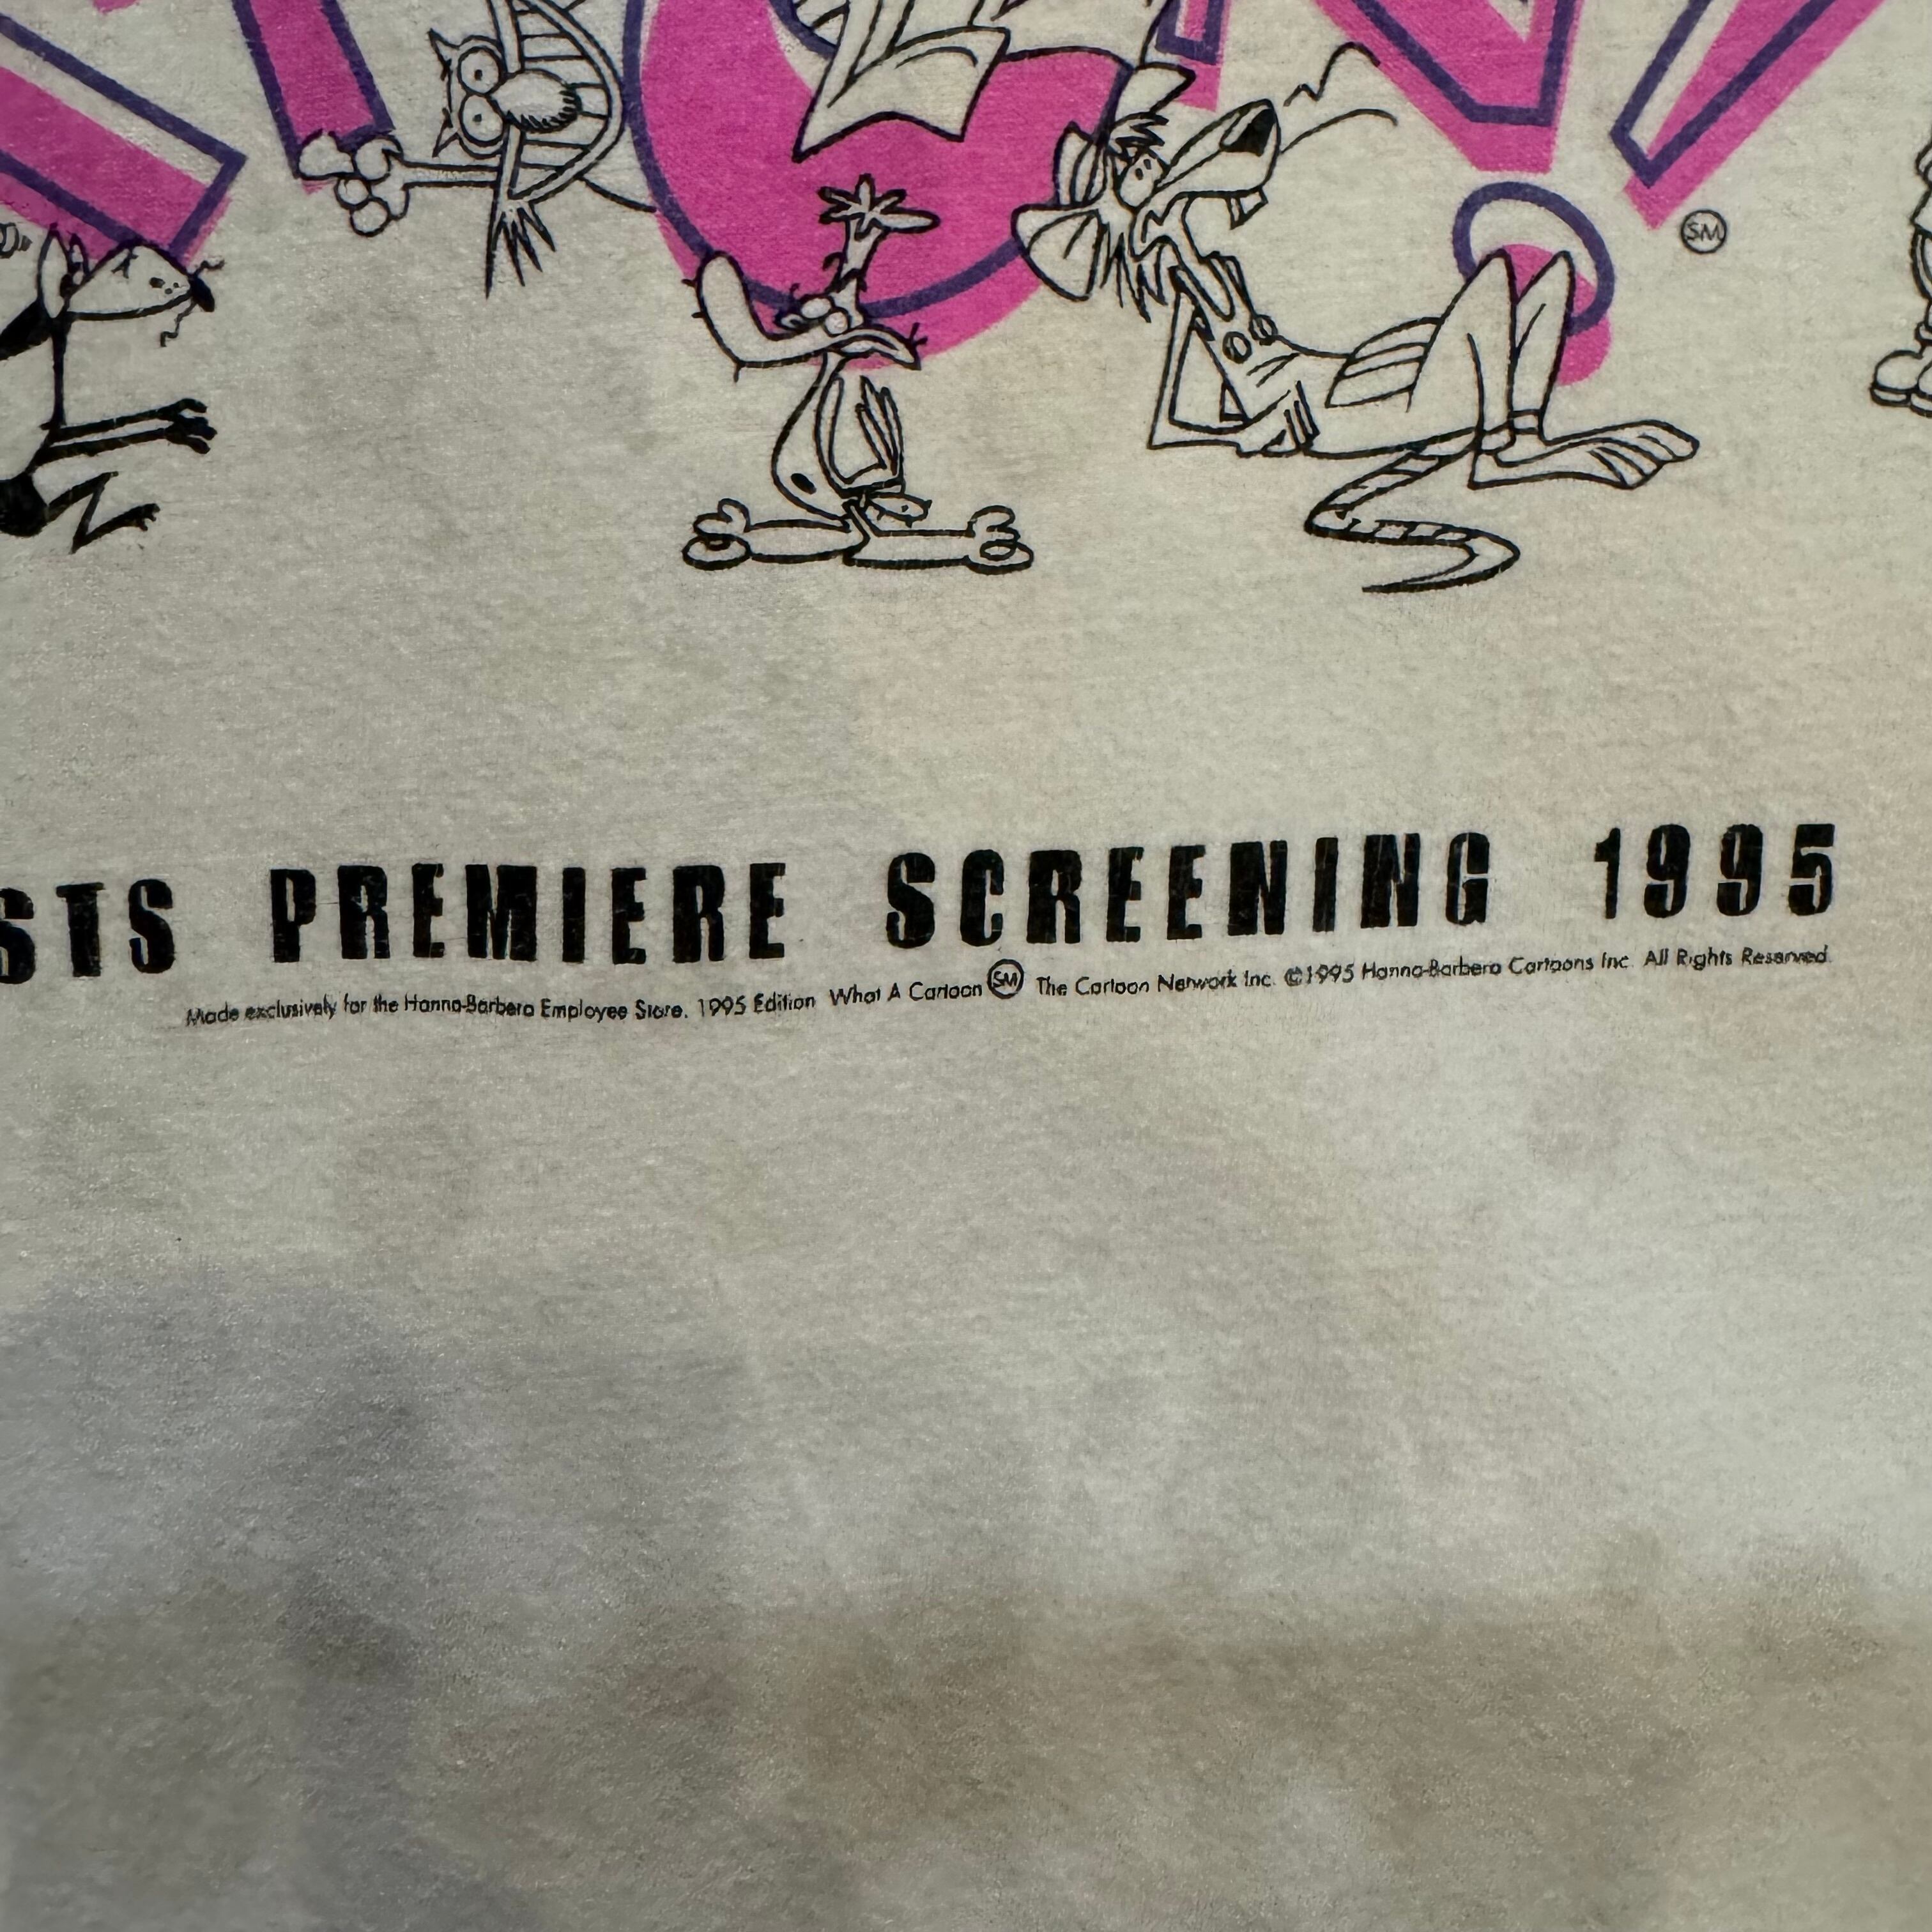 SM
STS PREMIERE SCREENING 1995
Made exclusively for the Hanna-Barbera Employee Store. 1995 Edition What A Cartoon SM The Cartoon Network Inc. ©1995 Hanna-Barbera Cartoons Inc. All Rights Reserved.